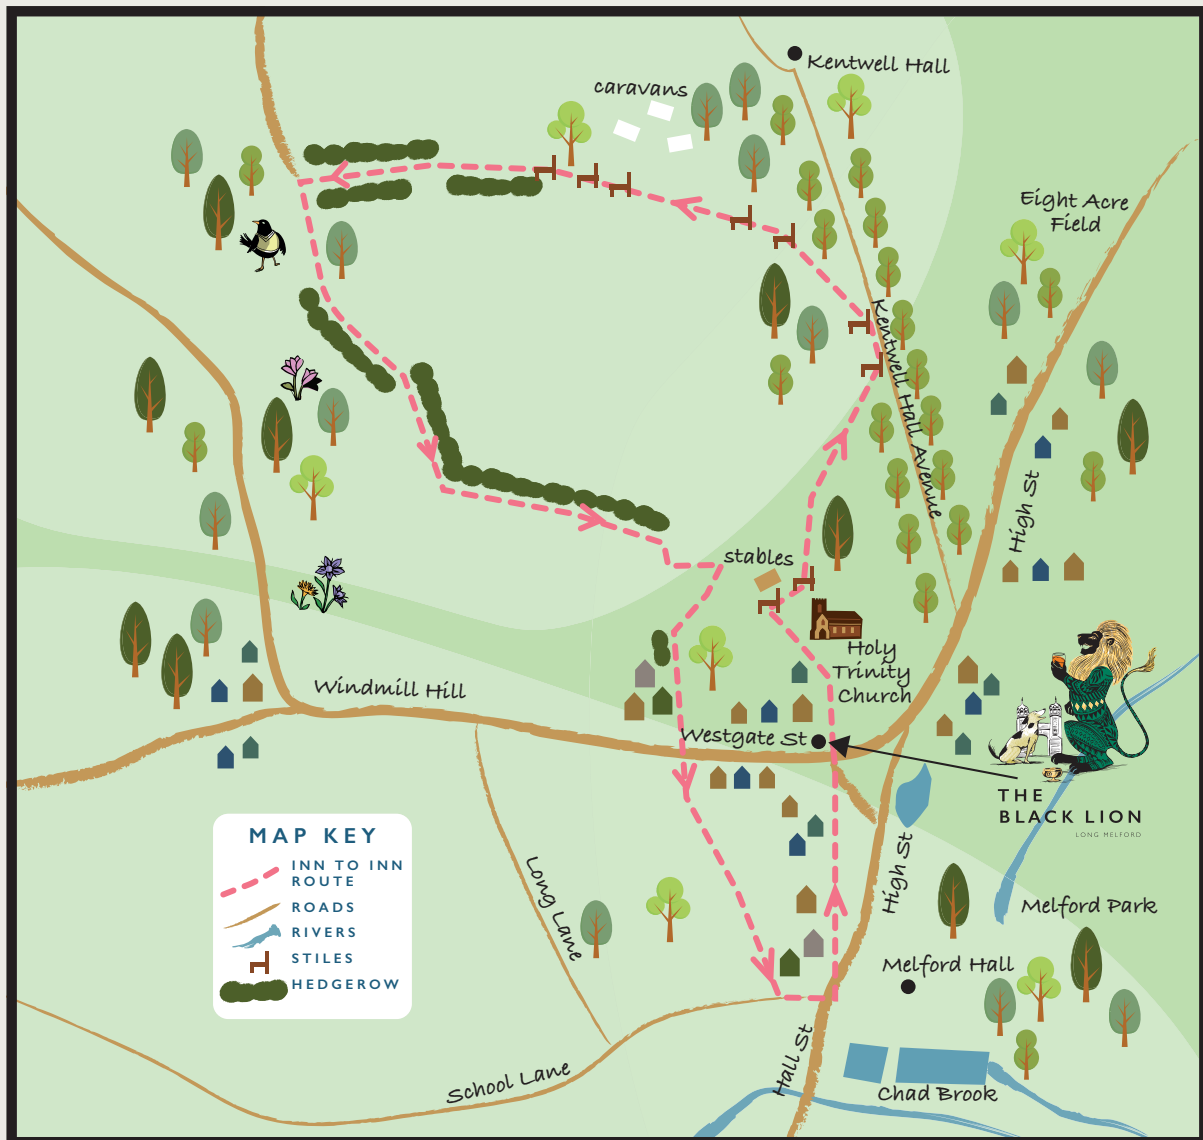 Kentwell Hall
caravans
Eight Acre
Field
Kentwell Hall Avenue
High St
stables
Holy
Trinity
Church
Windmill Hill
Westgate St
THE
BLACK LION
LONG MELFORD
MAP KEY
INN TO INN
ROUTE
ROADS
RIVERS
STILES
HEDGEROW
Long Lane
High St
Melford Park
Melford Hall
Hall St
School Lane
Chad Brook